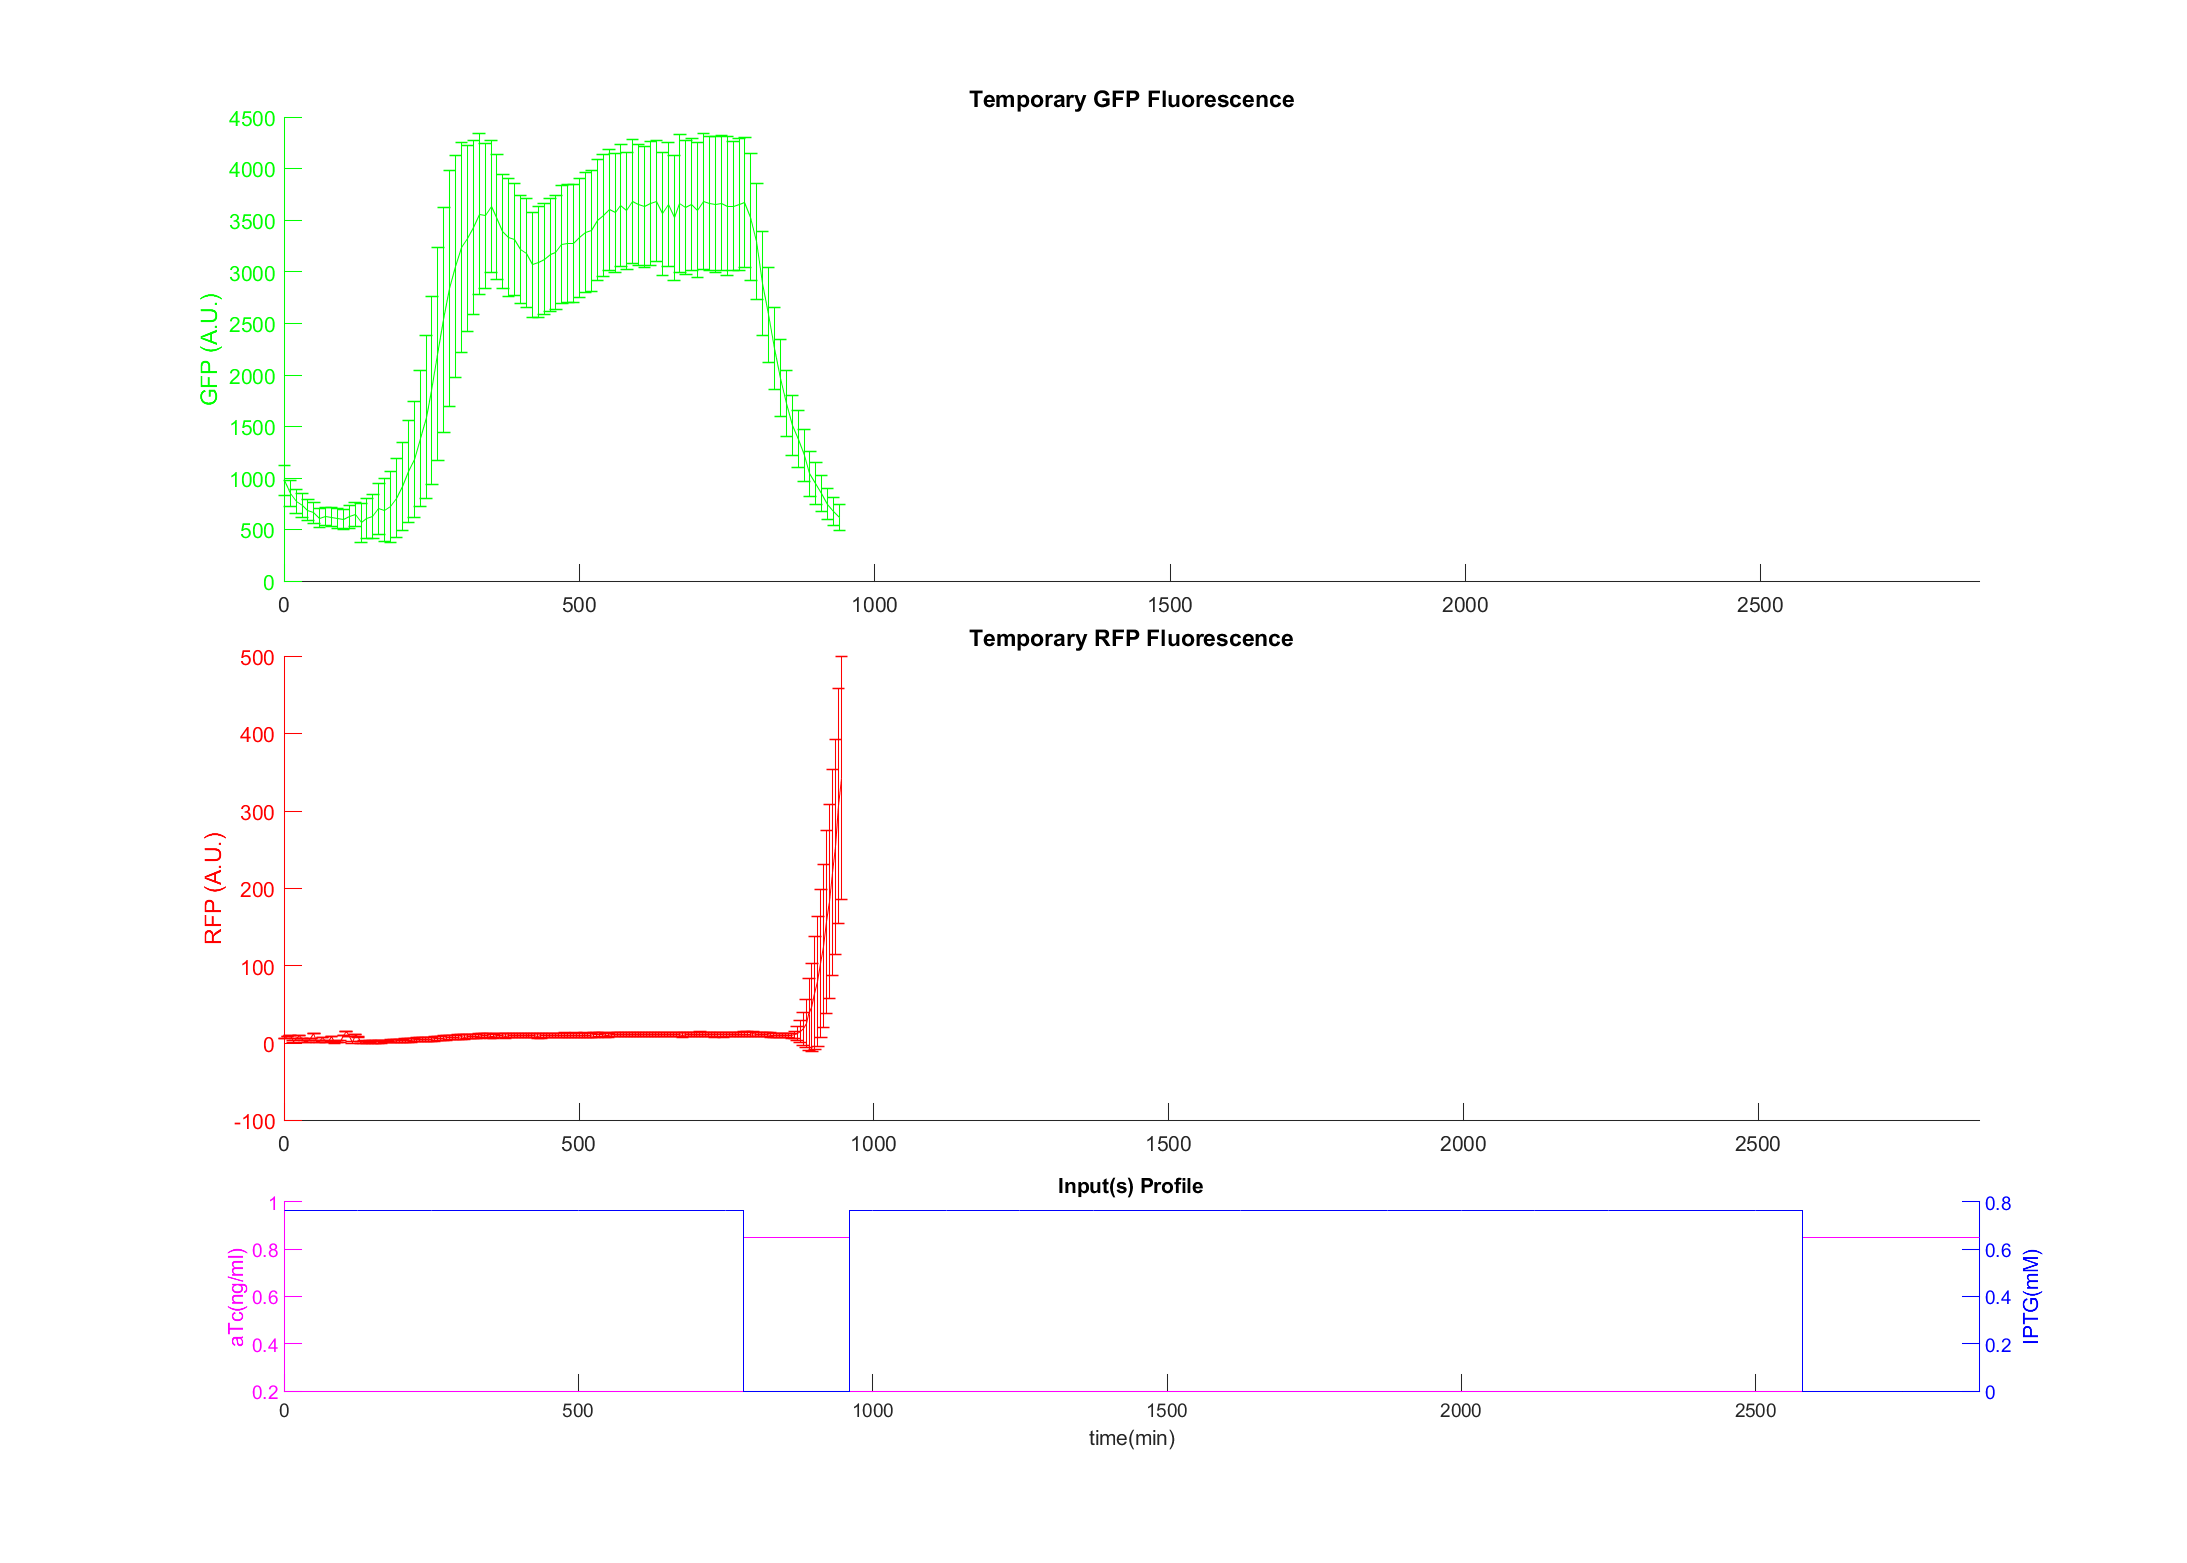 Temporary GFP Fluorescence
4500
4000
3500
3000
2500
2000
1500
1000
500
0
GFP (A.U.)
0 500 1000 1500 2000 2500
Temporary RFP Fluorescence
500
400
300
200
100
0
-100
RFP (A.U.)
0 500 1000 1500 2000 2500
Input(s) Profile
1
0.8
0.6
0.4
0.2
aTc(ng/ml)
0.8
0.6
0.4
0.2
0
IPTG(mM)
0 500 1000 1500 2000 2500
time(min)